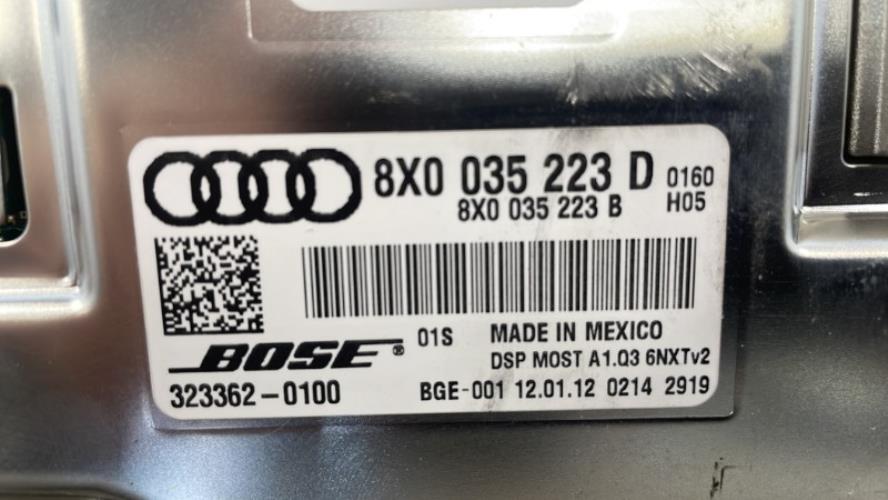 8X0 035 223 D 0160
8X0 035 223 B H05
BOSE® 01S MADE IN MEXICO
DSP MOST A1.Q3 6NXTv2
323362-0100 BGE-001 12.01.12 0214 2919